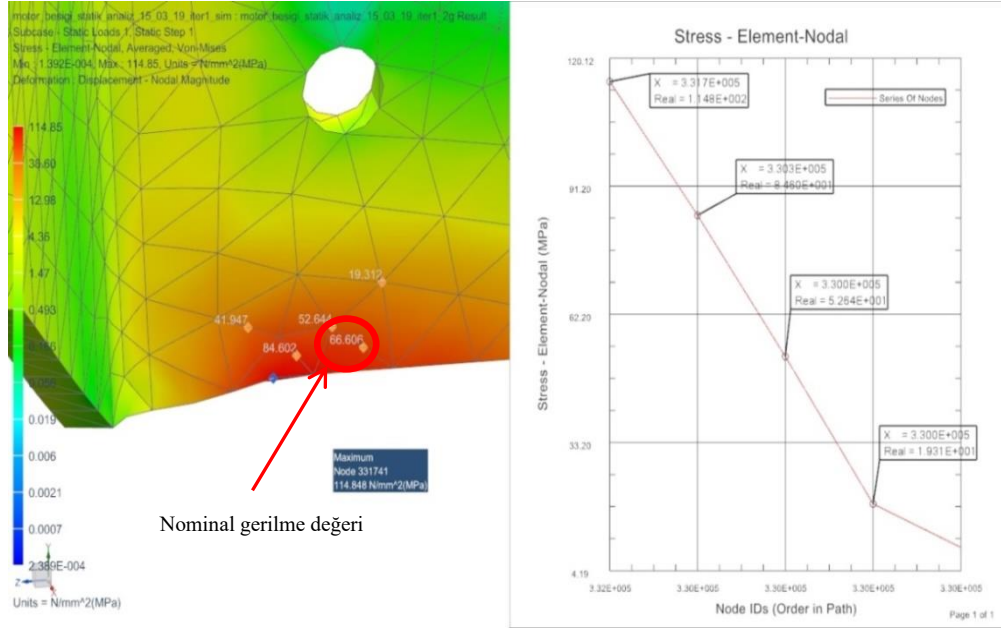 motor_besigi_statik_analiz_15_03_19_iter1_sim : motor_besigi_statik_analiz_15_03_19_iter1_2g Result
Subcase - Static Loads 1, Static Step 1
Stress - Element-Nodal, Averaged, Von-Mises
Min : 1.392E-004, Max : 114.85, Units = N/mm^2(MPa)
Deformation : Displacement - Nodal Magnitude
114.85
12.98
4.36
1.47
0.493
0.019
0.006
0.0021
0.0007
Units = N/mm^2(MPa)
Y
Z
19.312
41.947
52.644
66.606
84.602
Maximum
Node 331741
114.848 N/mm^2(MPa)
Nominal gerilme değeri
Stress - Element-Nodal
120.12
91.20
62.20
33.20
4.19
Stress - Element-Nodal (MPa)
X = 3.317E+005
Real = 1.148E+002
Series Of Nodes
X = 3.303E+005
Real = 8.460E+001
X = 3.300E+005
Real = 5.264E+001
X = 3.300E+005
Real = 1.931E+001
3.32E+005
3.30E+005
3.30E+005
3.30E+005
3.30E+005
Node IDs (Order in Path)
Page 1 of 1